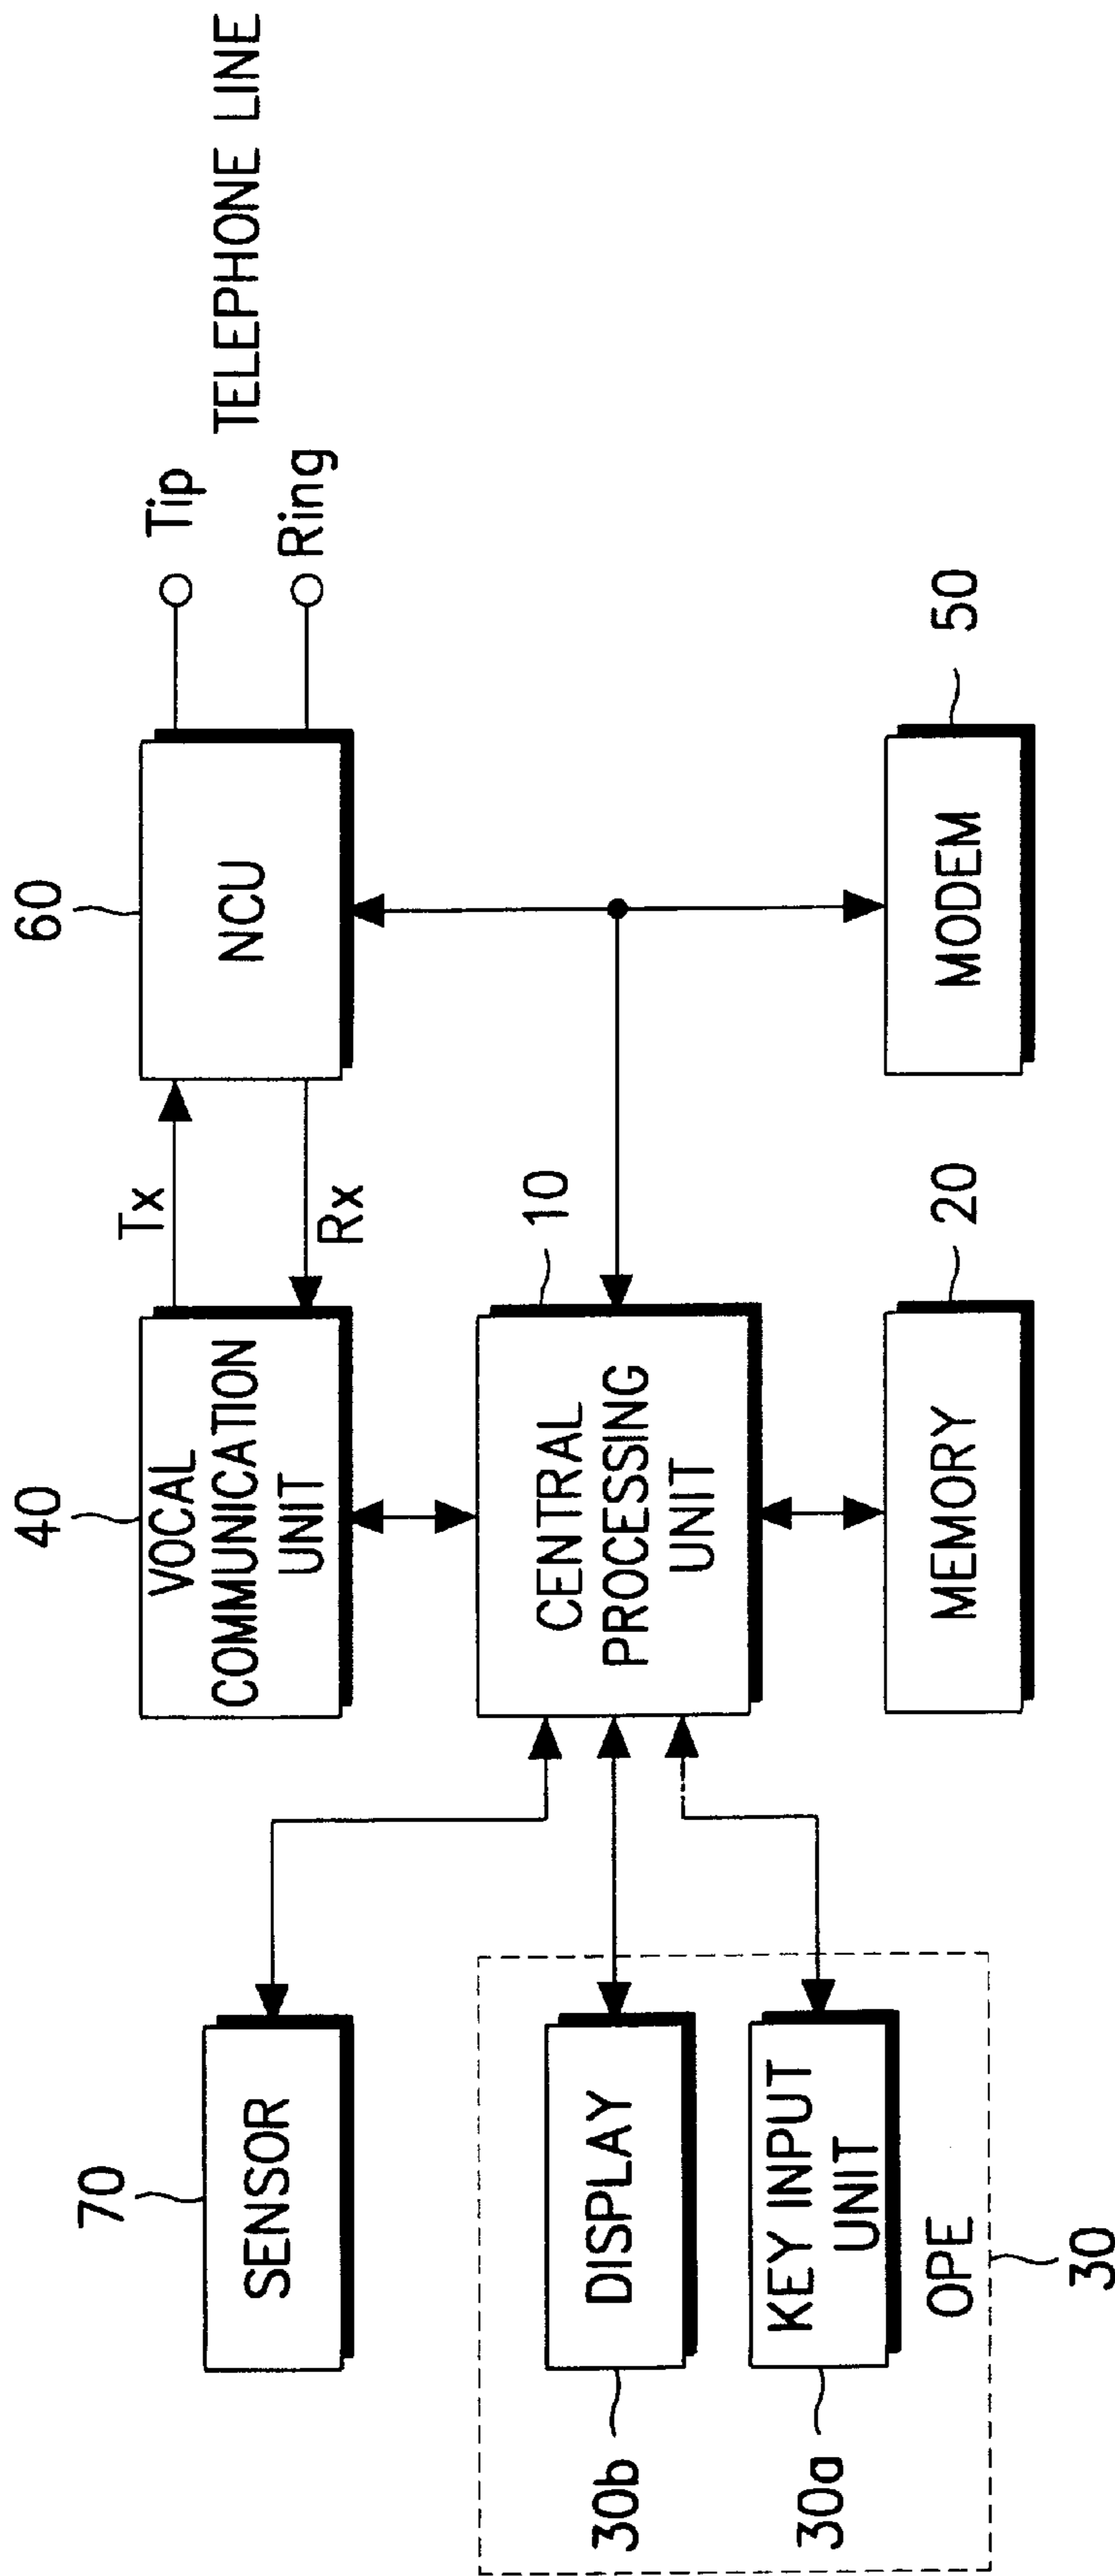 40
VOCAL
COMMUNICATION
UNIT
Tx
Rx
60
NCU
Tip
Ring
TELEPHONE LINE
70
SENSOR
10
CENTRAL
PROCESSING
UNIT
30b
DISPLAY
30a
KEY INPUT
UNIT
OPE
30
20
MEMORY
50
MODEM